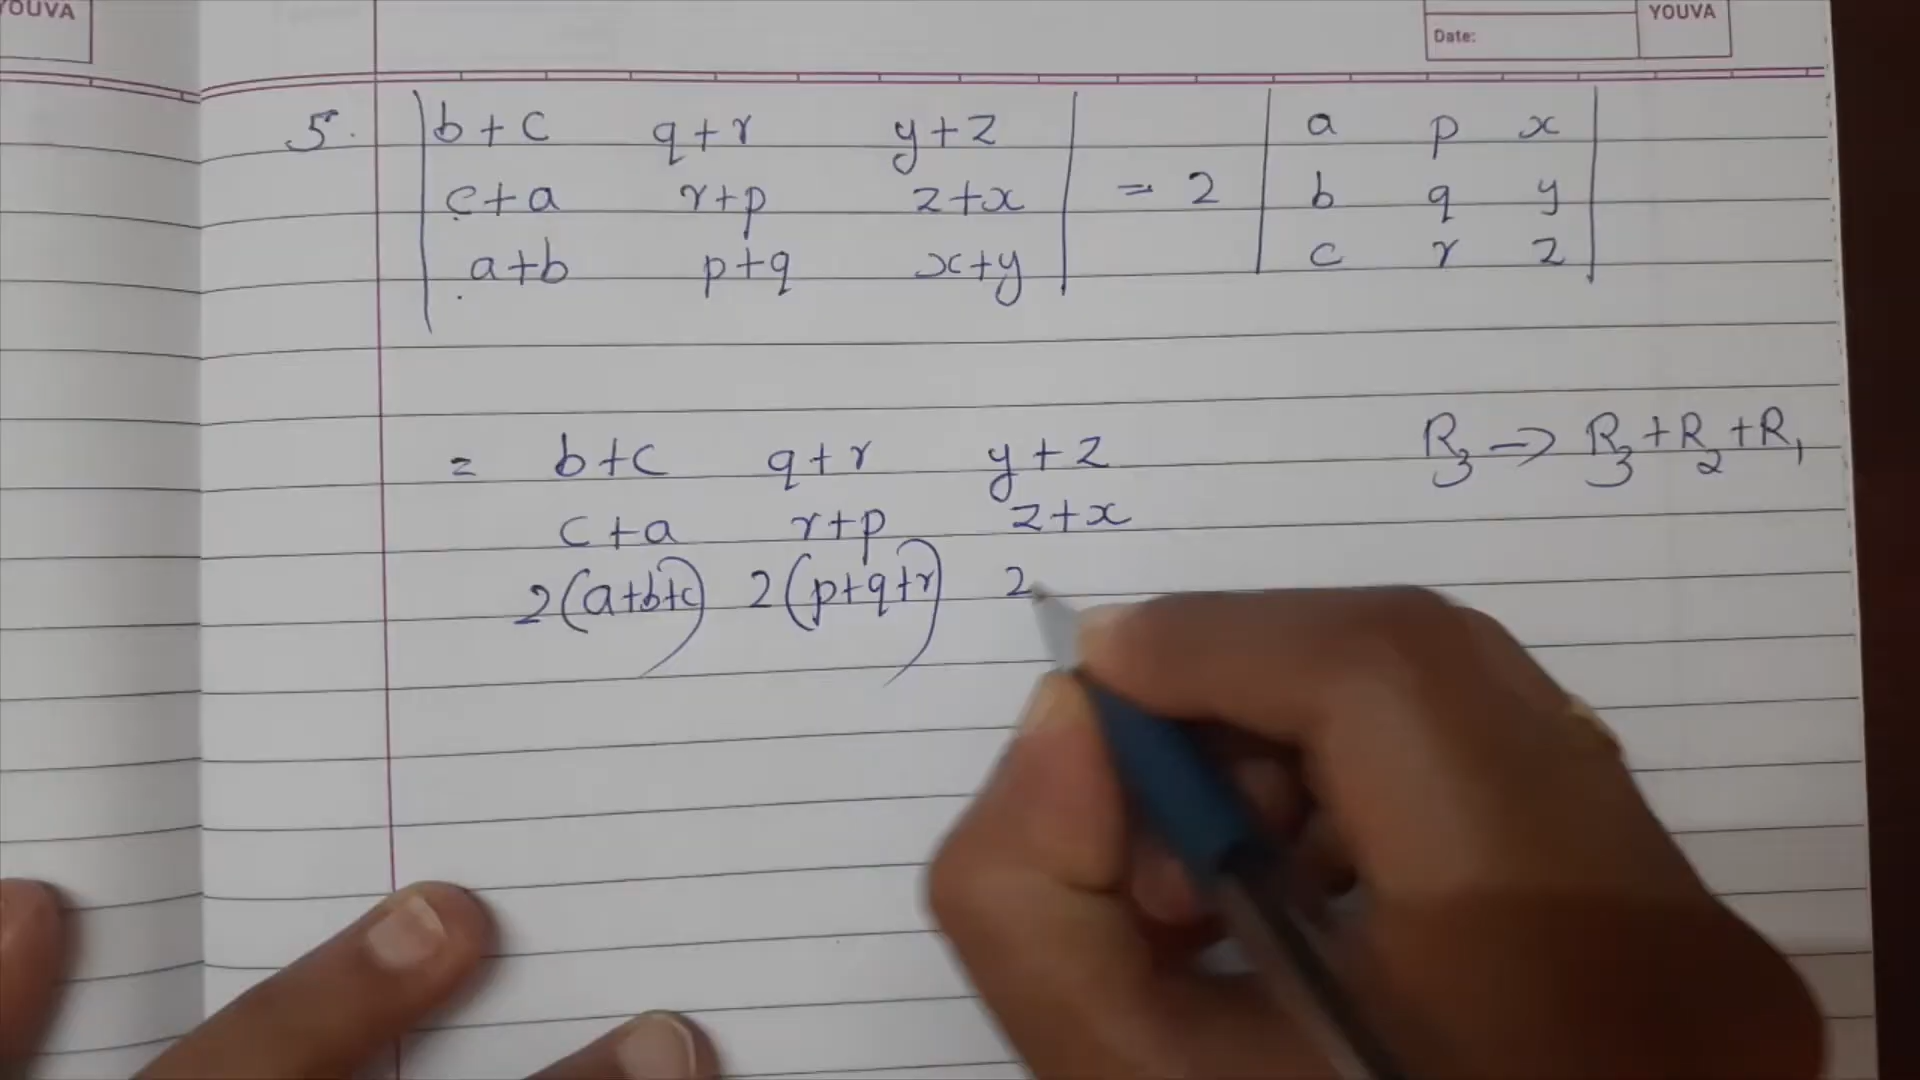 YOUVA
YOUVA
Date:
5. | b+c q+r y+z | = 2 | a p x |
| c+a r+p z+x | | b q y |
| a+b p+q x+y | | c r z |
= b+c q+r y+z R₃ → R₃+R₂+R₁
c+a r+p z+x
2(a+b+c) 2(p+q+r) 2